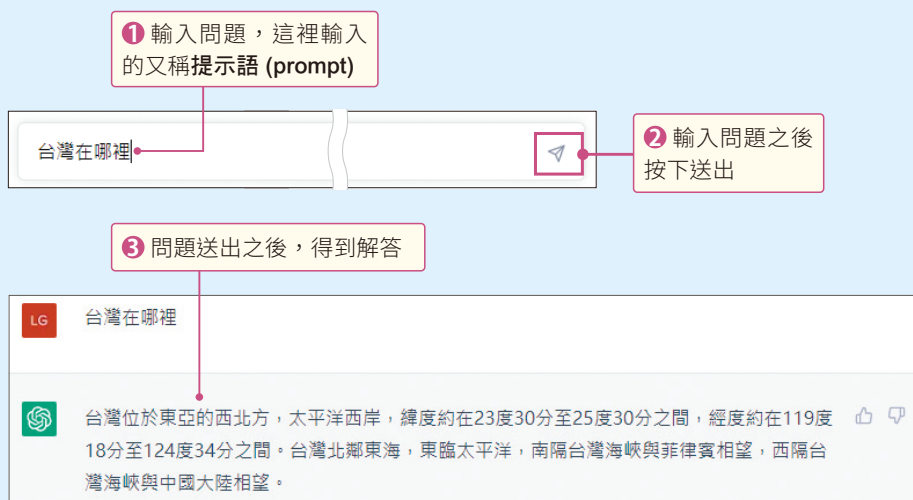 ❶ 輸入問題，這裡輸入
的又稱提示語 (prompt)
台灣在哪裡
❷ 輸入問題之後
按下送出
❸ 問題送出之後，得到解答
LG 台灣在哪裡
台灣位於東亞的西北方，太平洋西岸，緯度約在23度30分至25度30分之間，經度約在119度
18分至124度34分之間。台灣北鄰東海，東臨太平洋，南隔台灣海峽與菲律賓相望，西隔台
灣海峽與中國大陸相望。